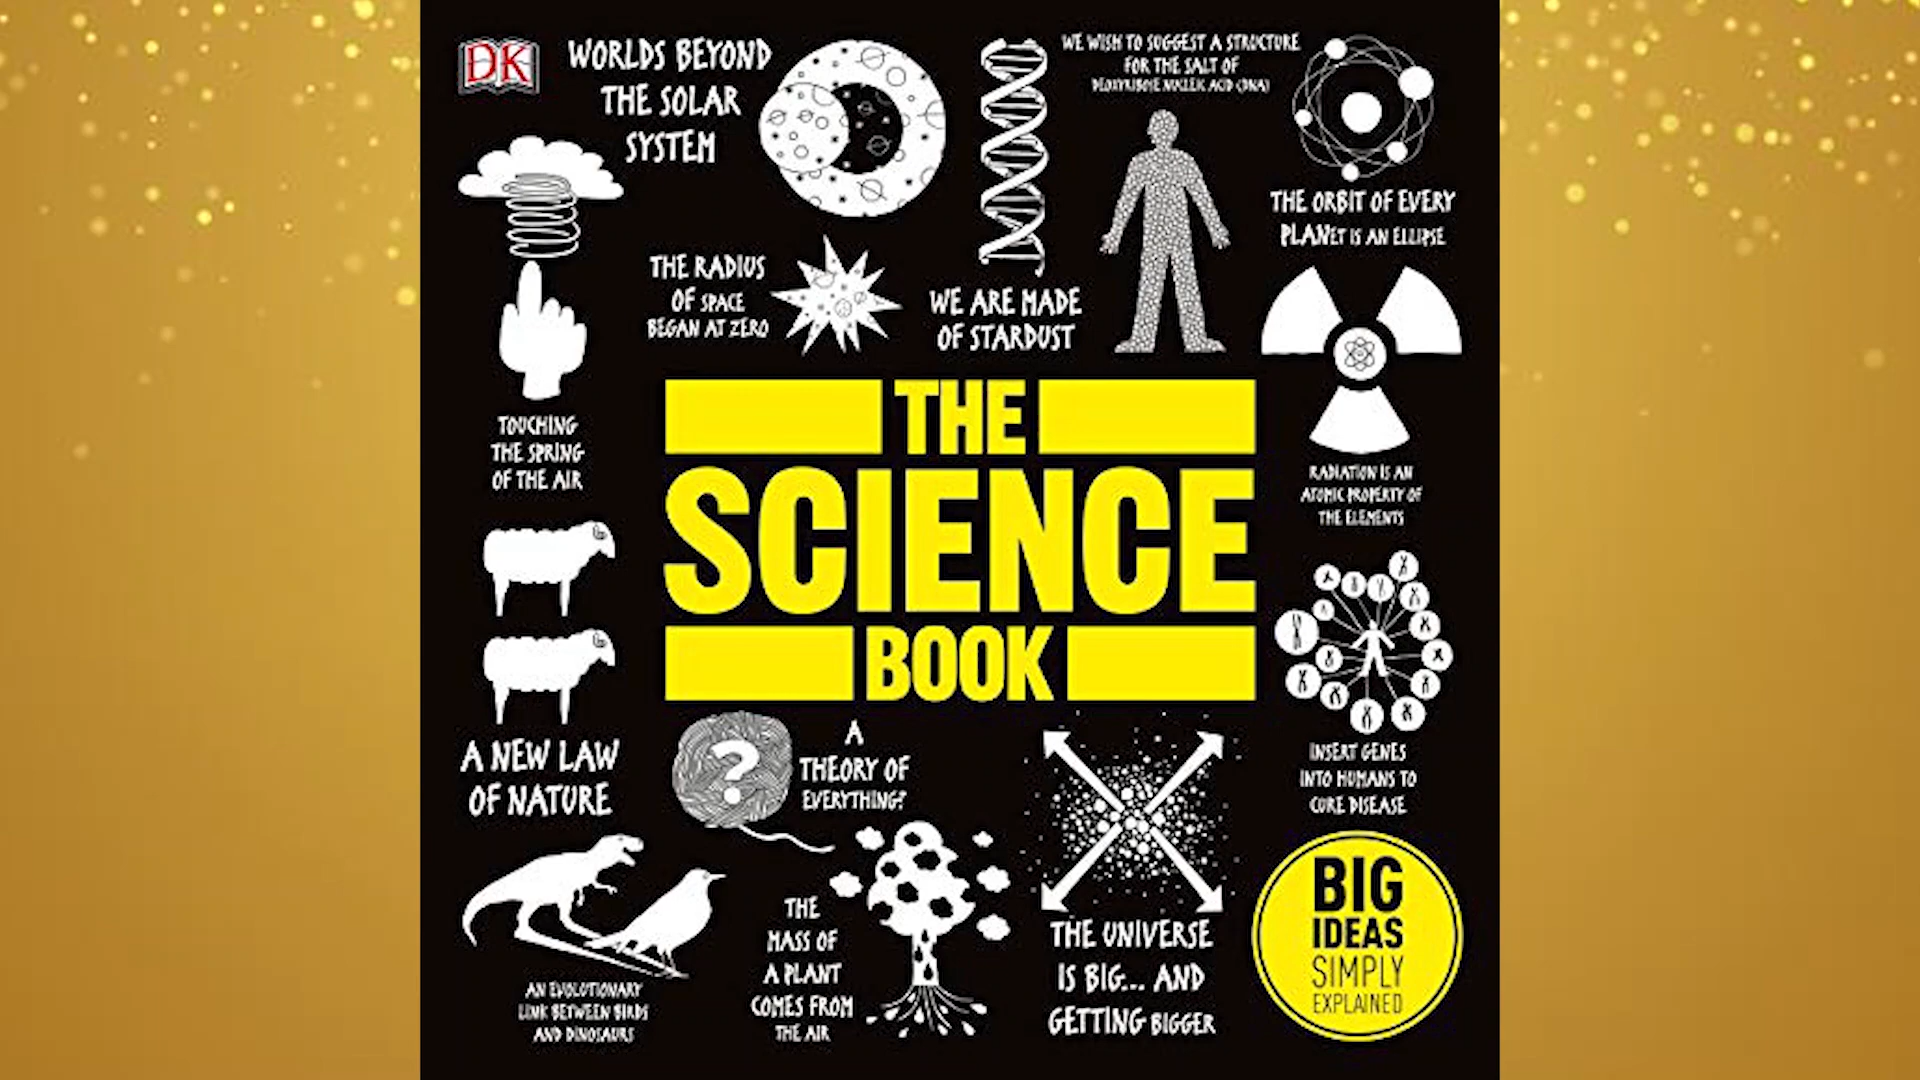 DK
WORLDS BEYOND
THE SOLAR
SYSTEM
WE WISH TO SUGGEST A STRUCTURE
FOR THE SALT OF
DEOXYRIBOSE NUCLEIC ACID (DNA)
THE ORBIT OF EVERY
PLANET IS AN ELLIPSE
THE RADIUS
OF SPACE
BEGAN AT ZERO
WE ARE MADE
OF STARDUST
TOUCHING
THE SPRING
OF THE AIR
THE
SCIENCE
BOOK
RADIATION IS AN
ATOMIC PROPERTY OF
THE ELEMENTS
A NEW LAW
OF NATURE
?
A
THEORY OF
EVERYTHING?
INSERT GENES
INTO HUMANS TO
CURE DISEASE
AN EVOLUTIONARY
LINK BETWEEN BIRDS
AND DINOSAURS
THE
MASS OF
A PLANT
COMES FROM
THE AIR
THE UNIVERSE
IS BIG... AND
GETTING BIGGER
BIG
IDEAS
SIMPLY
EXPLAINED